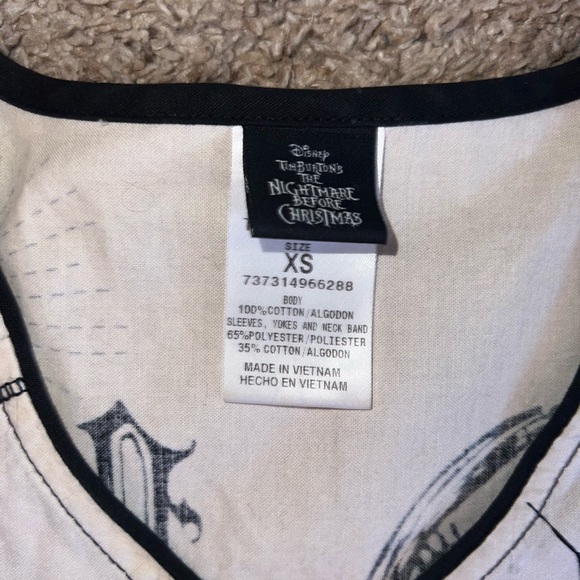 Disney
Tim Burton's
The
Nightmare
Before
Christmas
SIZE
XS
737314966288
BODY
100%COTTON/ALGODON
SLEEVES, YOKES AND NECK BAND
65%POLYESTER/POLIESTER
35% COTTON/ALGODON
MADE IN VIETNAM
HECHO EN VIETNAM